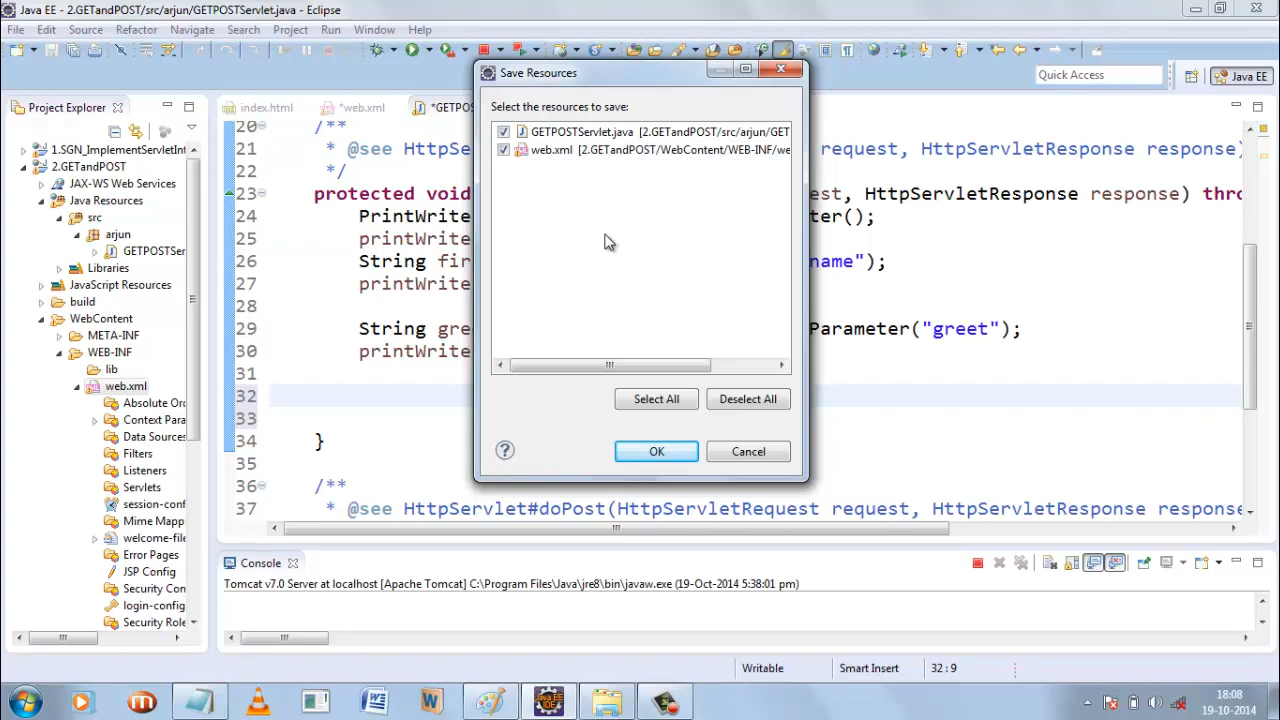 Java EE - 2.GETandPOST/src/arjun/GETPOSTServlet.java - Eclipse
File Edit Source Refactor Navigate Search Project Run Window Help
Quick Access
Java EE
Project Explorer
1.SGN_ImplementServletInt
2.GETandPOST
JAX-WS Web Services
Java Resources
src
arjun
GETPOSTSer
Libraries
JavaScript Resources
build
WebContent
META-INF
WEB-INF
lib
web.xml
Absolute Orc
Context Para
Data Sources
Filters
Listeners
Servlets
session-conf
Mime Mapp
welcome-file
Error Pages
JSP Config
Security Con
login-config
Security Role
index.html *web.xml *GETPOS
20 /**
21 * @see Htt request, HttpServletResponse response)
22 */
23 protected void est, HttpServletResponse response) thro
24 PrintWrite ter();
25 printWrite
26 String fir name");
27 printWrite
28
29 String gre Parameter("greet");
30 printWrite
31
32
33
34 }
35
36 /**
37 * @see HttpServlet#doPost(HttpServletRequest request, HttpServletResponse response
Save Resources
Select the resources to save:
GETPOSTServlet.java [2.GETandPOST/src/arjun/GET
web.xml [2.GETandPOST/WebContent/WEB-INF/we
Select All
Deselect All
OK
Cancel
Console
Tomcat v7.0 Server at localhost [Apache Tomcat] C:\Program Files\Java\jre8\bin\javaw.exe (19-Oct-2014 5:38:01 pm)
Writable
Smart Insert
32 : 9
18:08
19-10-2014